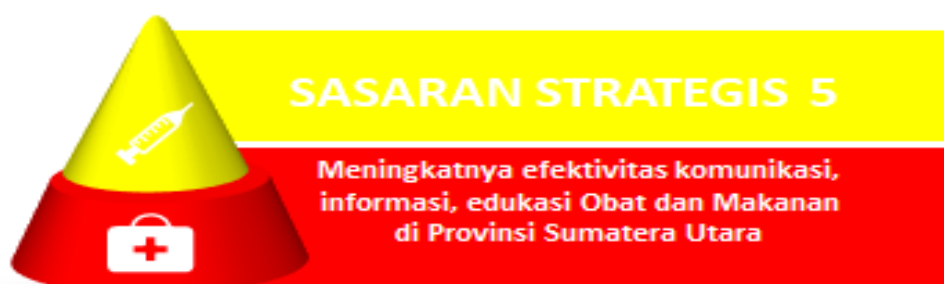 SASARAN STRATEGIS 5
Meningkatnya efektivitas komunikasi,
informasi, edukasi Obat dan Makanan
di Provinsi Sumatera Utara